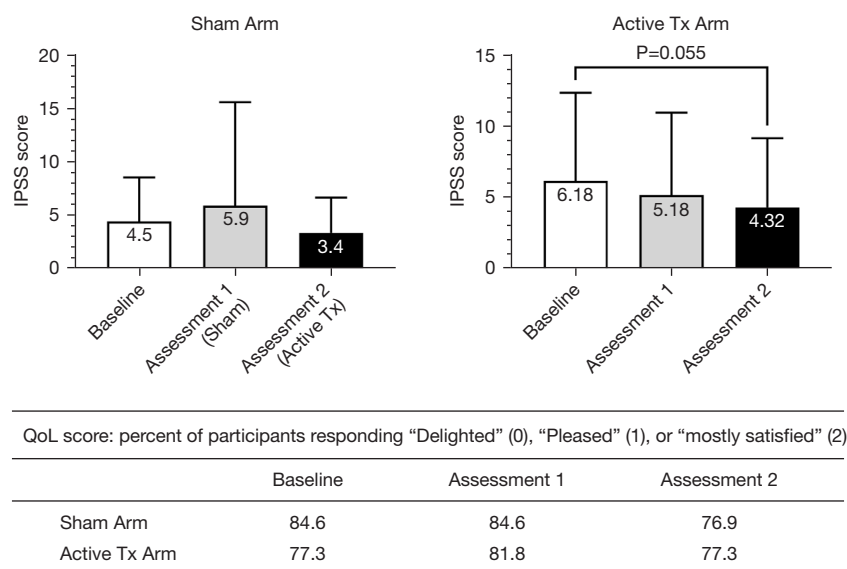 Sham Arm
20
15
10
5
0
IPSS score
4.5
5.9
3.4
Baseline
Assessment 1
(Sham)
Assessment 2
(Active Tx)
Active Tx Arm
P=0.055
15
10
5
0
IPSS score
6.18
5.18
4.32
Baseline
Assessment 1
Assessment 2
QoL score: percent of participants responding “Delighted” (0), “Pleased” (1), or “mostly satisfied” (2)
Baseline Assessment 1 Assessment 2
Sham Arm 84.6 84.6 76.9
Active Tx Arm 77.3 81.8 77.3